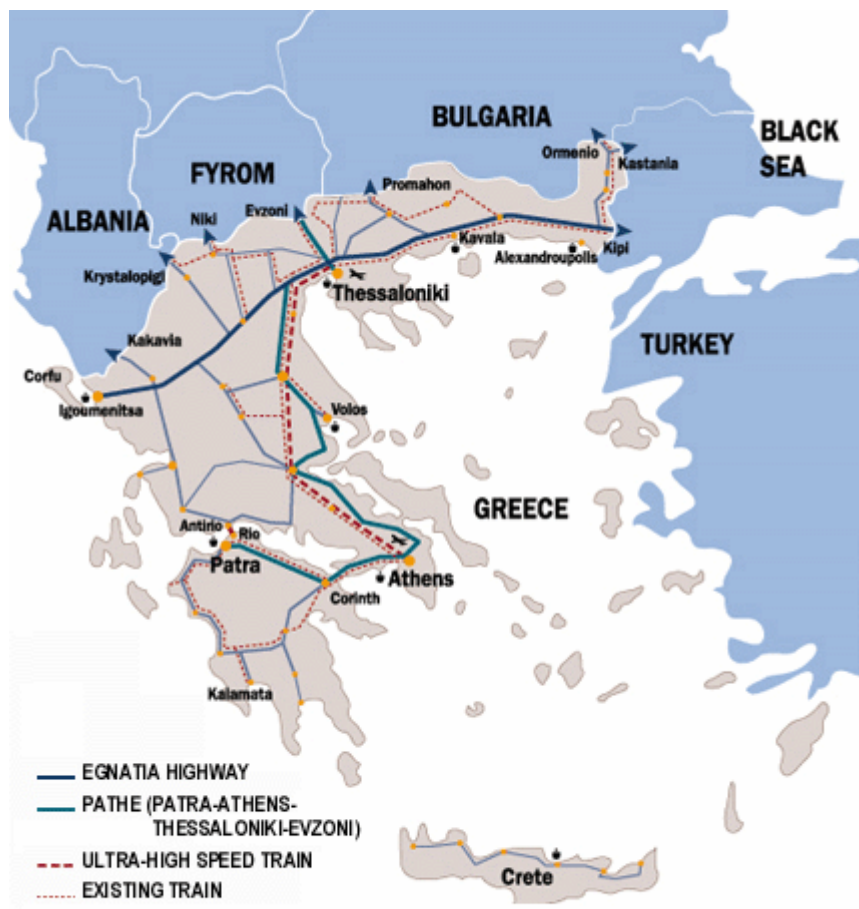 BULGARIA
BLACK
SEA
Ormenio
Kastania
FYROM
Promahon
Evzoni
ALBANIA
Niki
Kavala
Kipi
Alexandroupolls
Krystalopigi
Thessaloniki
Kakavia
TURKEY
Corfu
Igoumenitsa
Volos
GREECE
Antirio
Rio
Patra
Athens
Corinth
Kalamata
EGNATIA HIGHWAY
PATHE (PATRA-ATHENS-
THESSALONIKI-EVZONI)
ULTRA-HIGH SPEED TRAIN
EXISTING TRAIN
Crete